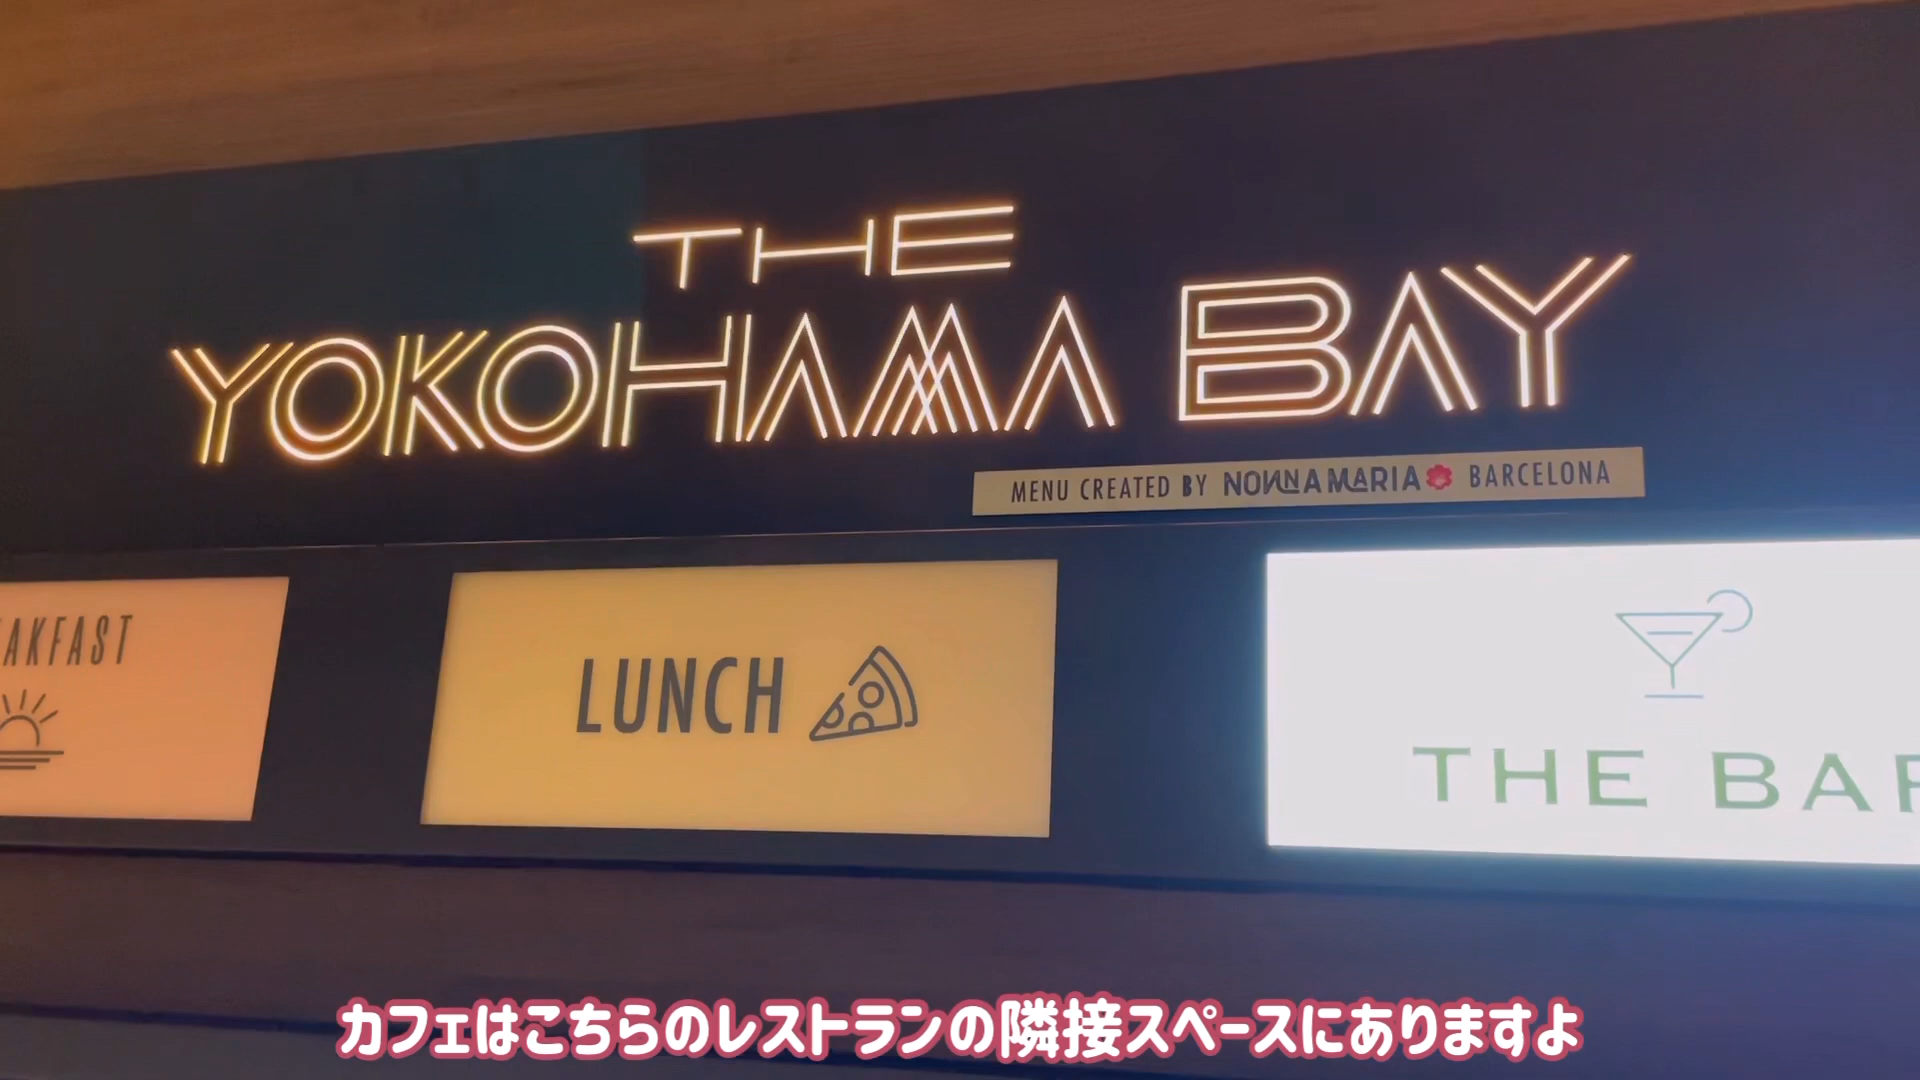 THE
YOKOHAMA BAY
MENU CREATED BY NONNA MARIA BARCELONA
AKFAST
LUNCH
THE BAR
カフェはこちらのレストランの隣接スペースにありますよ